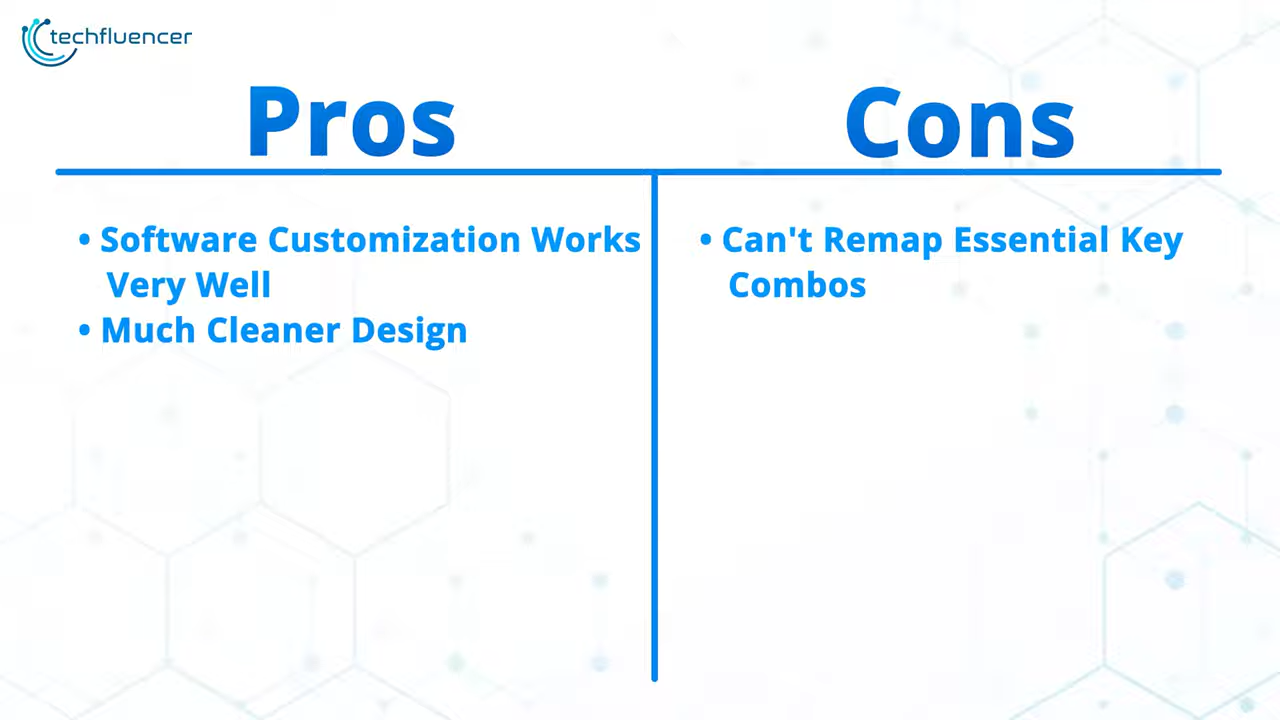 techfluencer
Pros
Cons
• Software Customization Works
Very Well
• Much Cleaner Design
• Can't Remap Essential Key
Combos